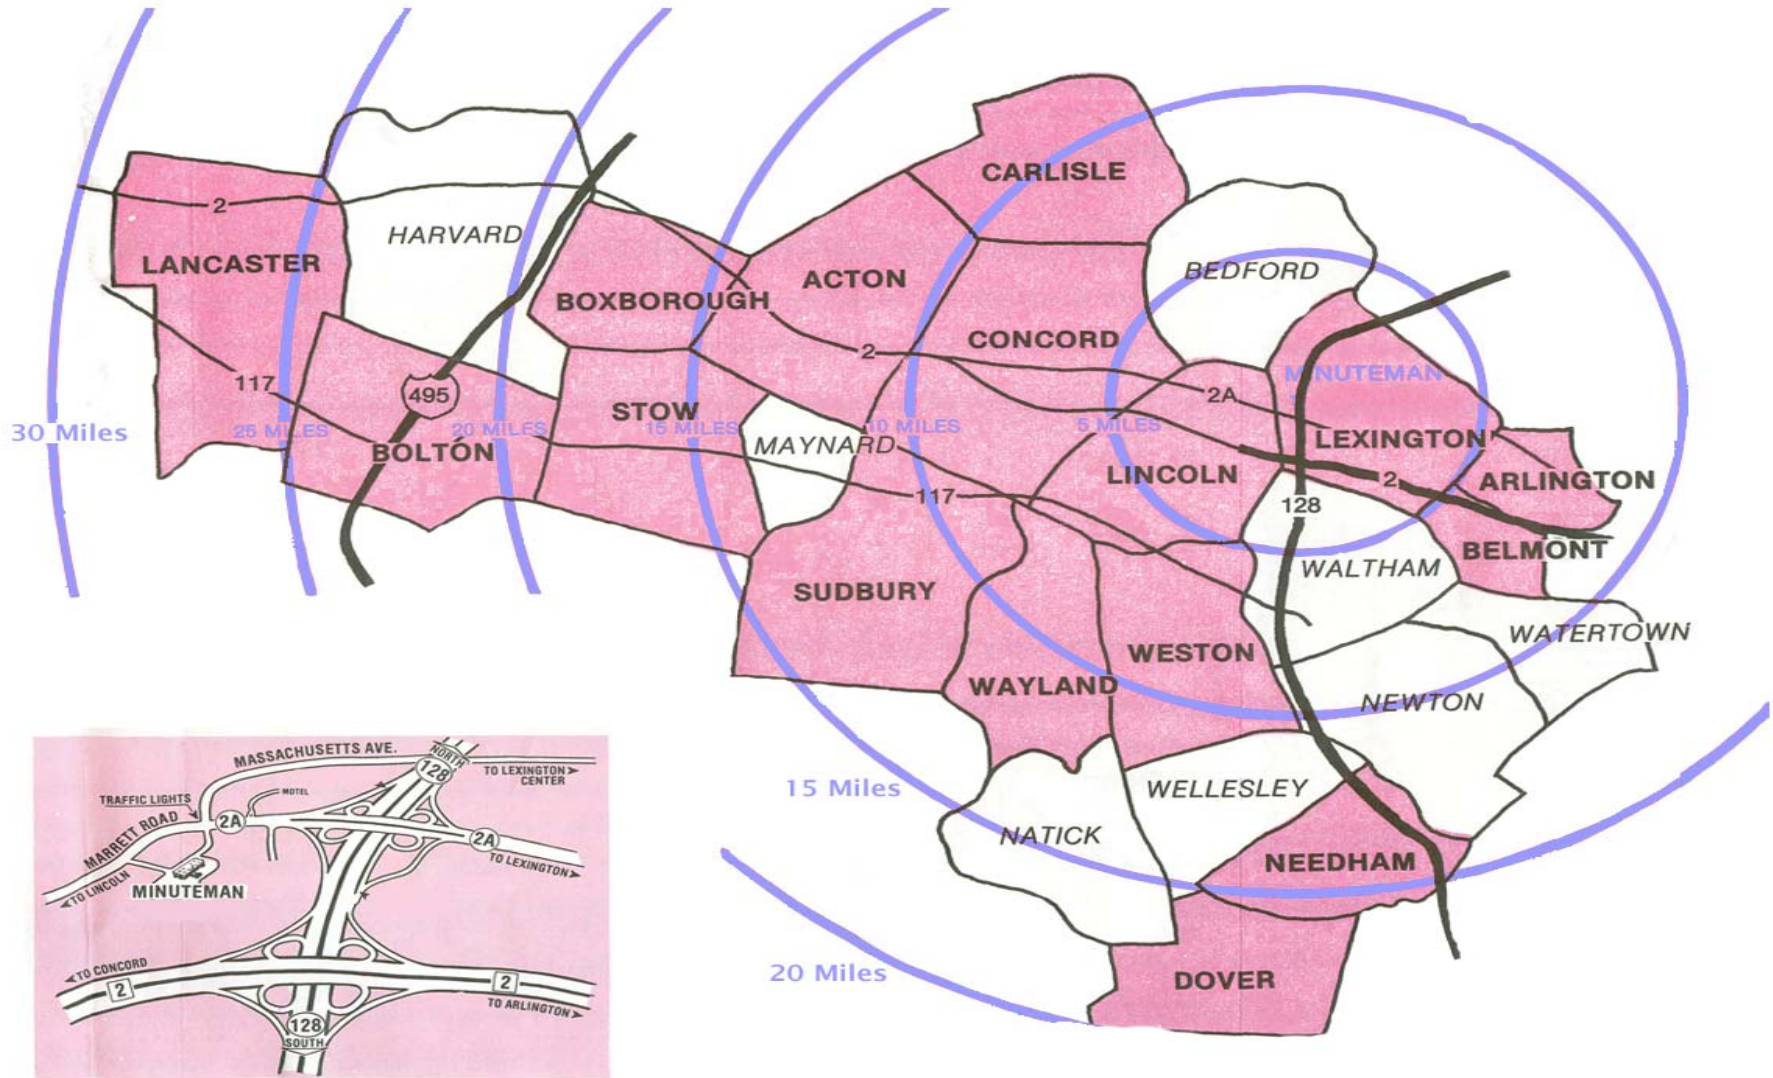 CARLISLE
2
HARVARD
LANCASTER
BEDFORD
ACTON
BOXBOROUGH
CONCORD
2
MINUTEMAN
117
495
2A
STOW
30 Miles
25 MILES
20 MILES
15 MILES
10 MILES
5 MILES
MAYNARD
LEXINGTON
BOLTON
LINCOLN
2
ARLINGTON
117
128
BELMONT
WALTHAM
SUDBURY
WATERTOWN
WESTON
WAYLAND
NEWTON
15 Miles
WELLESLEY
NATICK
NEEDHAM
20 Miles
DOVER
MASSACHUSETTS AVE.
NORTH
128
TO LEXINGTON
CENTER
TRAFFIC LIGHTS
MOTEL
MARRETT ROAD
2A
2A
TO LEXINGTON
TO LINCOLN
MINUTEMAN
TO CONCORD
2
2
TO ARLINGTON
128
SOUTH